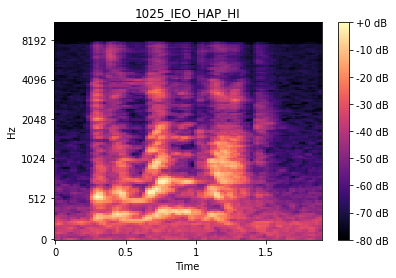 1025_IEO_HAP_HI
Hz
8192
4096
2048
1024
512
0
0
0.5
1
1.5
Time
+0 dB
-10 dB
-20 dB
-30 dB
-40 dB
-50 dB
-60 dB
-70 dB
-80 dB